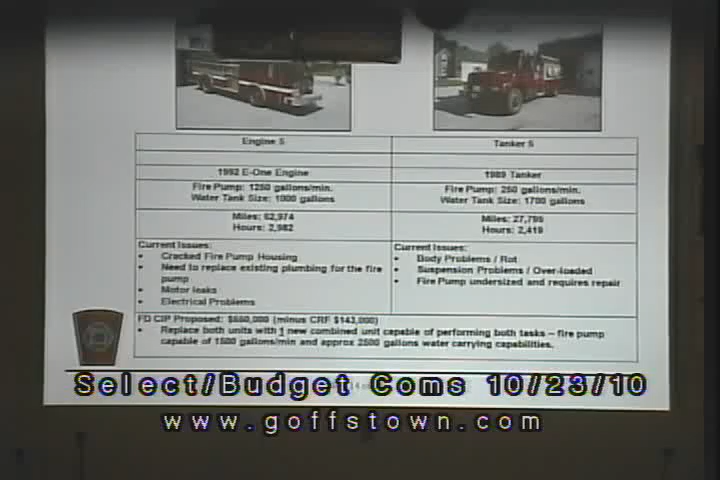 Engine 5 Tanker 5
1992 E-One Engine 1989 Tanker
Fire Pump: 1250 gallons/min. Fire Pump: 250 gallons/min.
Water Tank Size: 1000 gallons Water Tank Size: 1700 gallons
Miles: 62,974 Miles: 27,795
Hours: 2,982 Hours: 2,419
Current Issues:
• Cracked Fire Pump Housing
• Need to replace existing plumbing for the fire
pump
• Motor leaks
• Electrical Problems
Current Issues:
• Body Problems / Rot
• Suspension Problems / Over-loaded
• Fire Pump undersized and requires repair
FD CIP Proposed: $550,000 (minus CRF $143,000)
• Replace both units with 1 new combined unit capable of performing both tasks – fire pump
capable of 1500 gallons/min and approx 2500 gallons water carrying capabilities.
Select/Budget Coms 10/23/10
www.goffstown.com